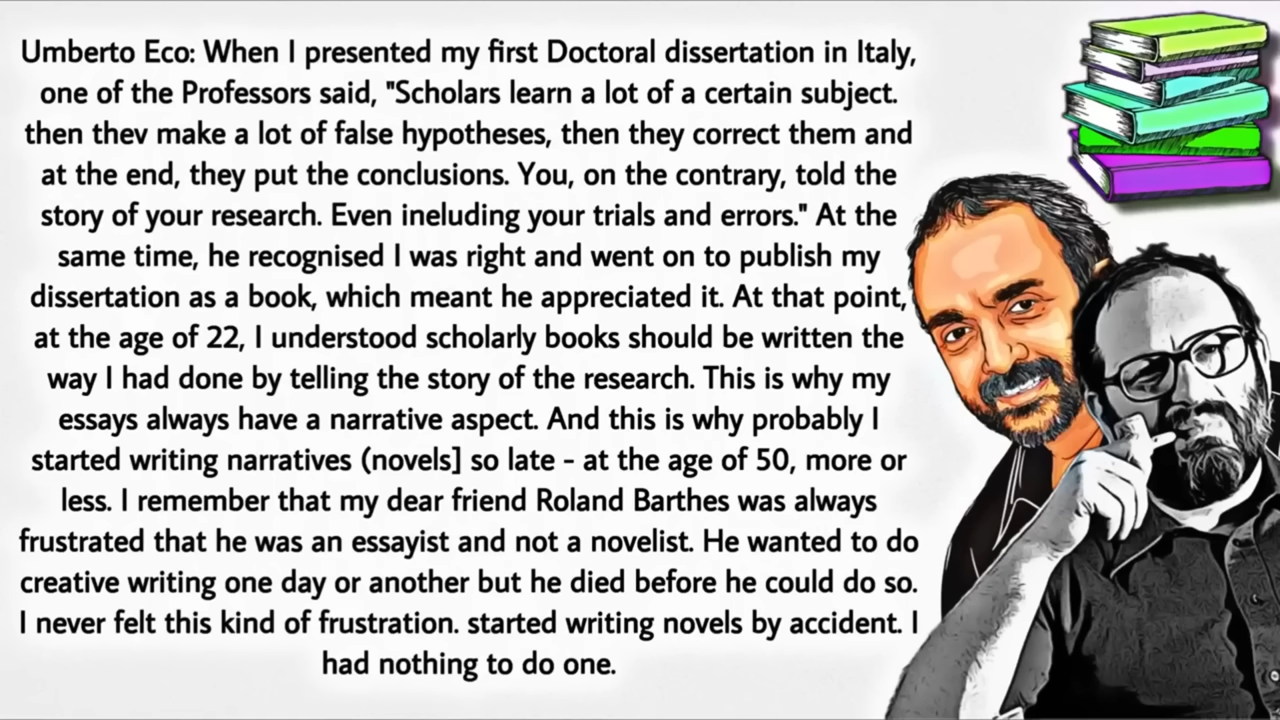 Umberto Eco: When I presented my first Doctoral dissertation in Italy,
one of the Professors said, "Scholars learn a lot of a certain subject.
then thev make a lot of false hypotheses, then they correct them and
at the end, they put the conclusions. You, on the contrary, told the
story of your research. Even ineluding your trials and errors." At the
same time, he recognised I was right and went on to publish my
dissertation as a book, which meant he appreciated it. At that point,
at the age of 22, I understood scholarly books should be written the
way I had done by telling the story of the research. This is why my
essays always have a narrative aspect. And this is why probably I
started writing narratives (novels] so late - at the age of 50, more or
less. I remember that my dear friend Roland Barthes was always
frustrated that he was an essayist and not a novelist. He wanted to do
creative writing one day or another but he died before he could do so.
I never felt this kind of frustration. started writing novels by accident. I
had nothing to do one.